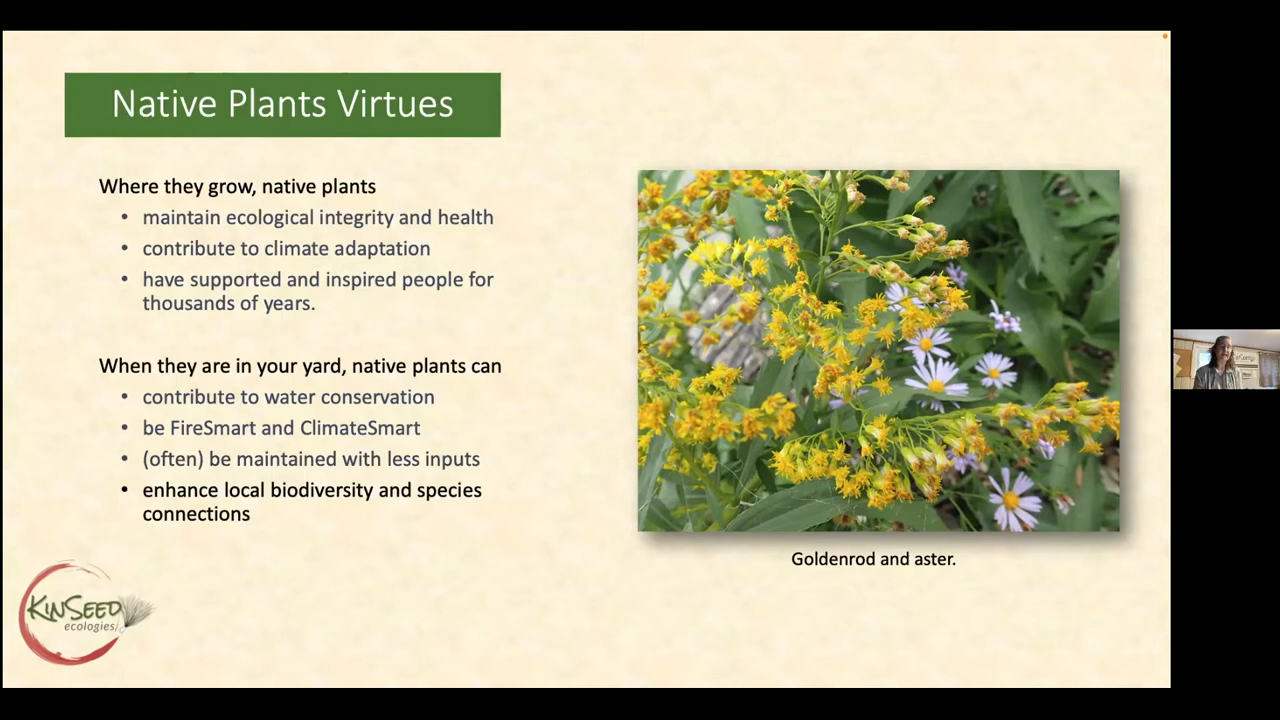 Native Plants Virtues
Where they grow, native plants
• maintain ecological integrity and health
• contribute to climate adaptation
• have supported and inspired people for
thousands of years.
When they are in your yard, native plants can
• contribute to water conservation
• be FireSmart and ClimateSmart
• (often) be maintained with less inputs
• enhance local biodiversity and species
connections
Goldenrod and aster.
KINSEED
ecologies